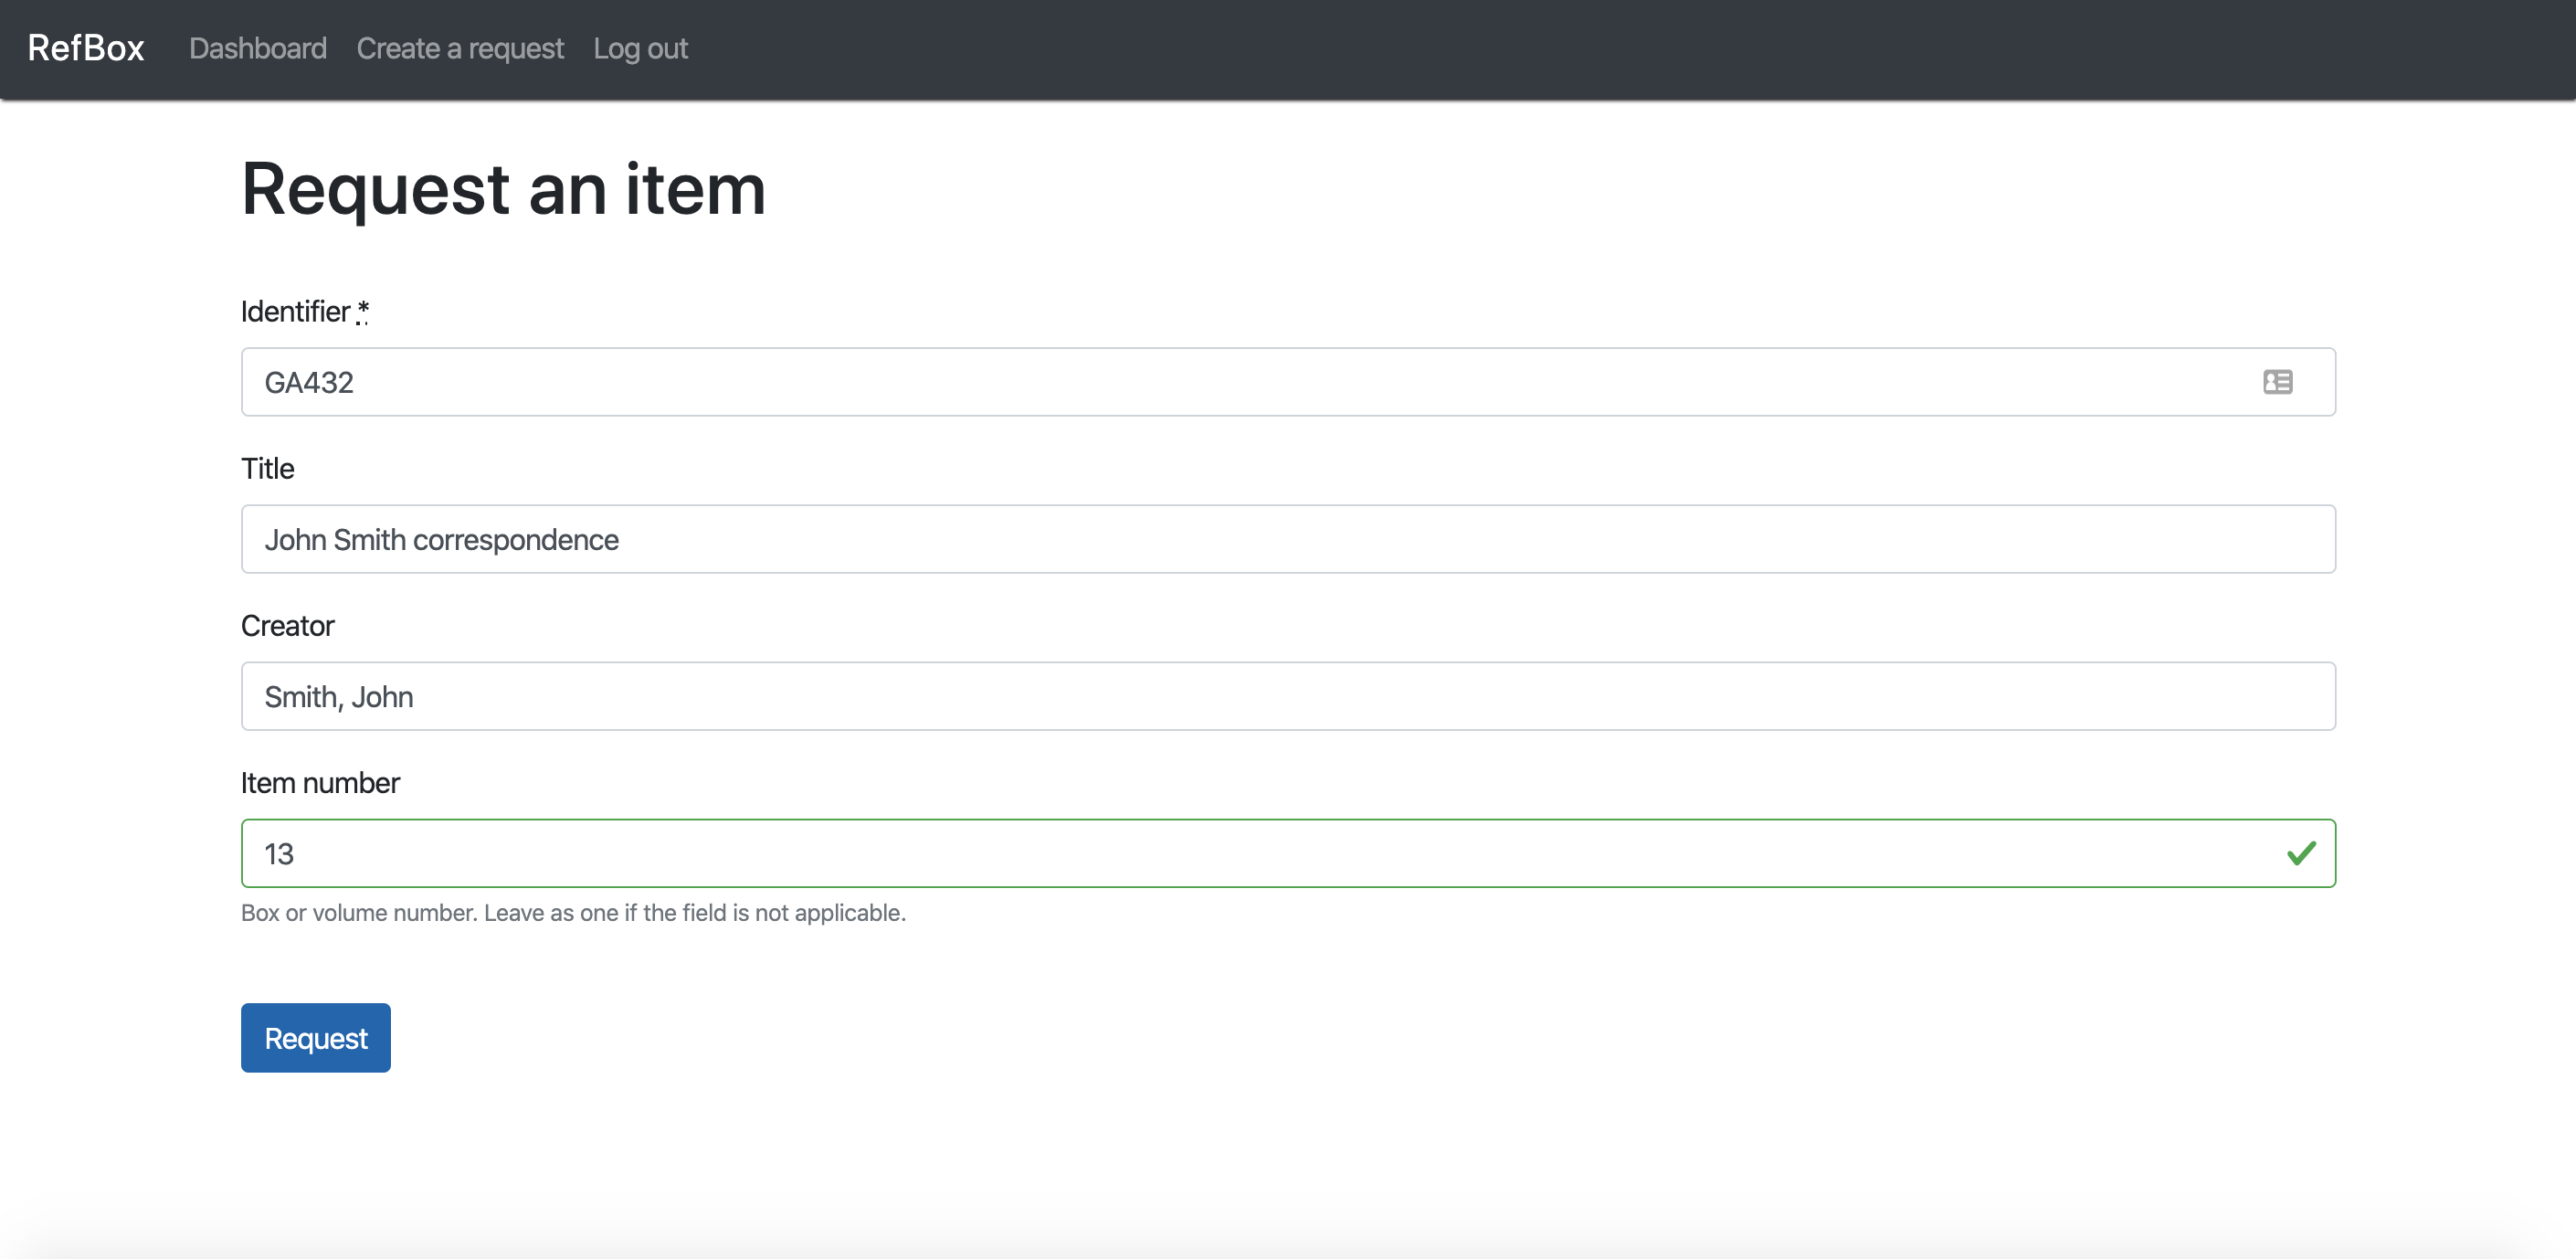 RefBox Dashboard Create a request Log out
Request an item
Identifier *
GA432
Title
John Smith correspondence
Creator
Smith, John
Item number
13
Box or volume number. Leave as one if the field is not applicable.
Request